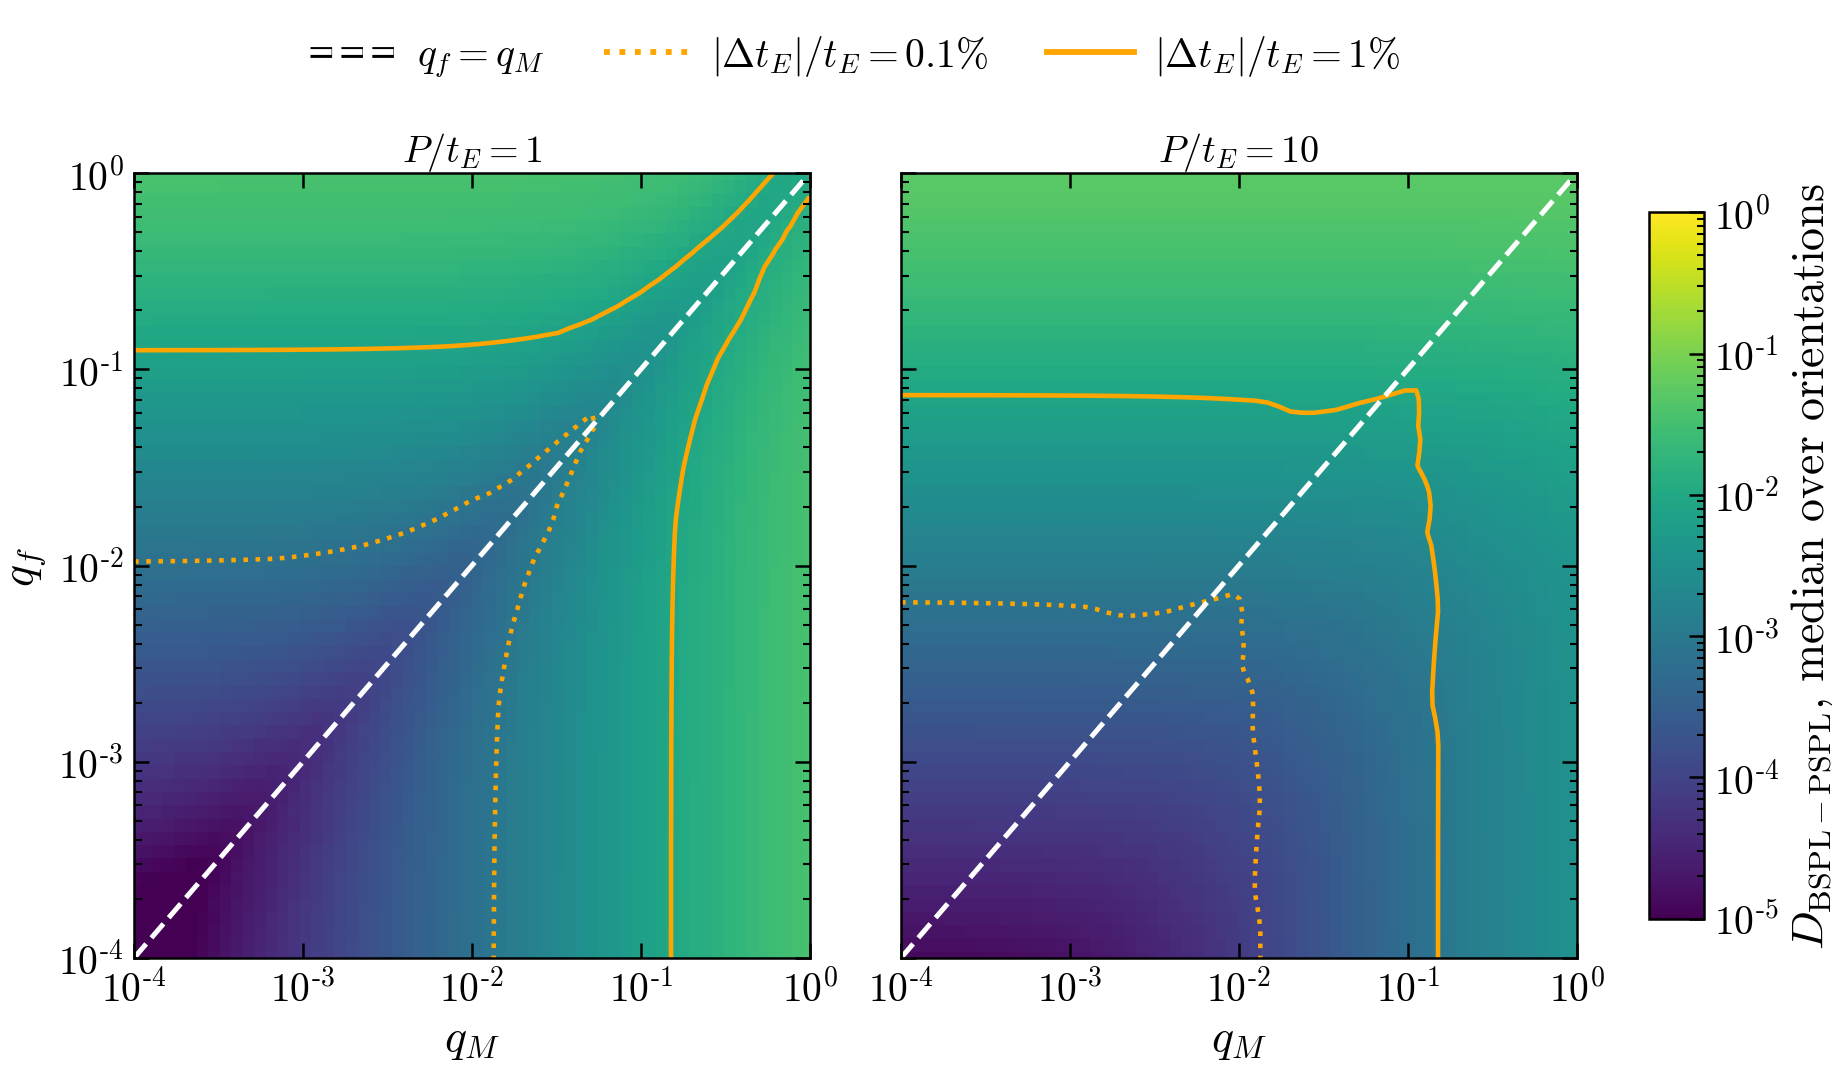 q_f = q_M |Δt_E|/t_E = 0.1% |Δt_E|/t_E = 1%
P/t_E = 1 P/t_E = 10
10^0
10^-1
10^-2
10^-3
10^-4
q_f
10^-4 10^-3 10^-2 10^-1 10^0
q_M
10^-4 10^-3 10^-2 10^-1 10^0
q_M
10^0
10^-1
10^-2
10^-3
10^-4
10^-5
D_BSPL−PSPL, median over orientations